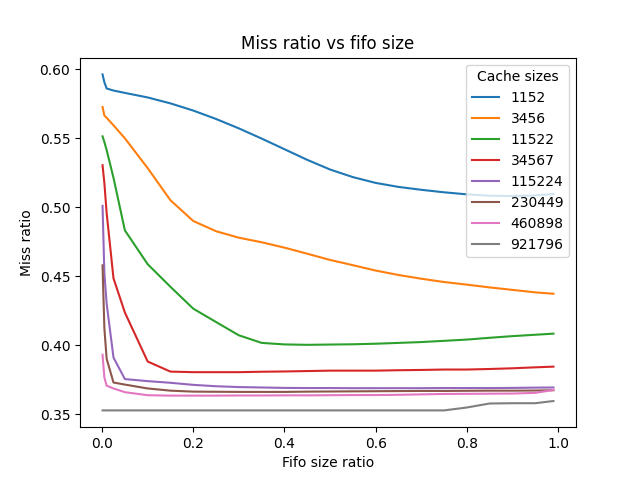 Miss ratio vs fifo size
Cache sizes
1152
3456
11522
34567
115224
230449
460898
921796
0.60
0.55
0.50
0.45
0.40
0.35
Miss ratio
0.0 0.2 0.4 0.6 0.8 1.0
Fifo size ratio